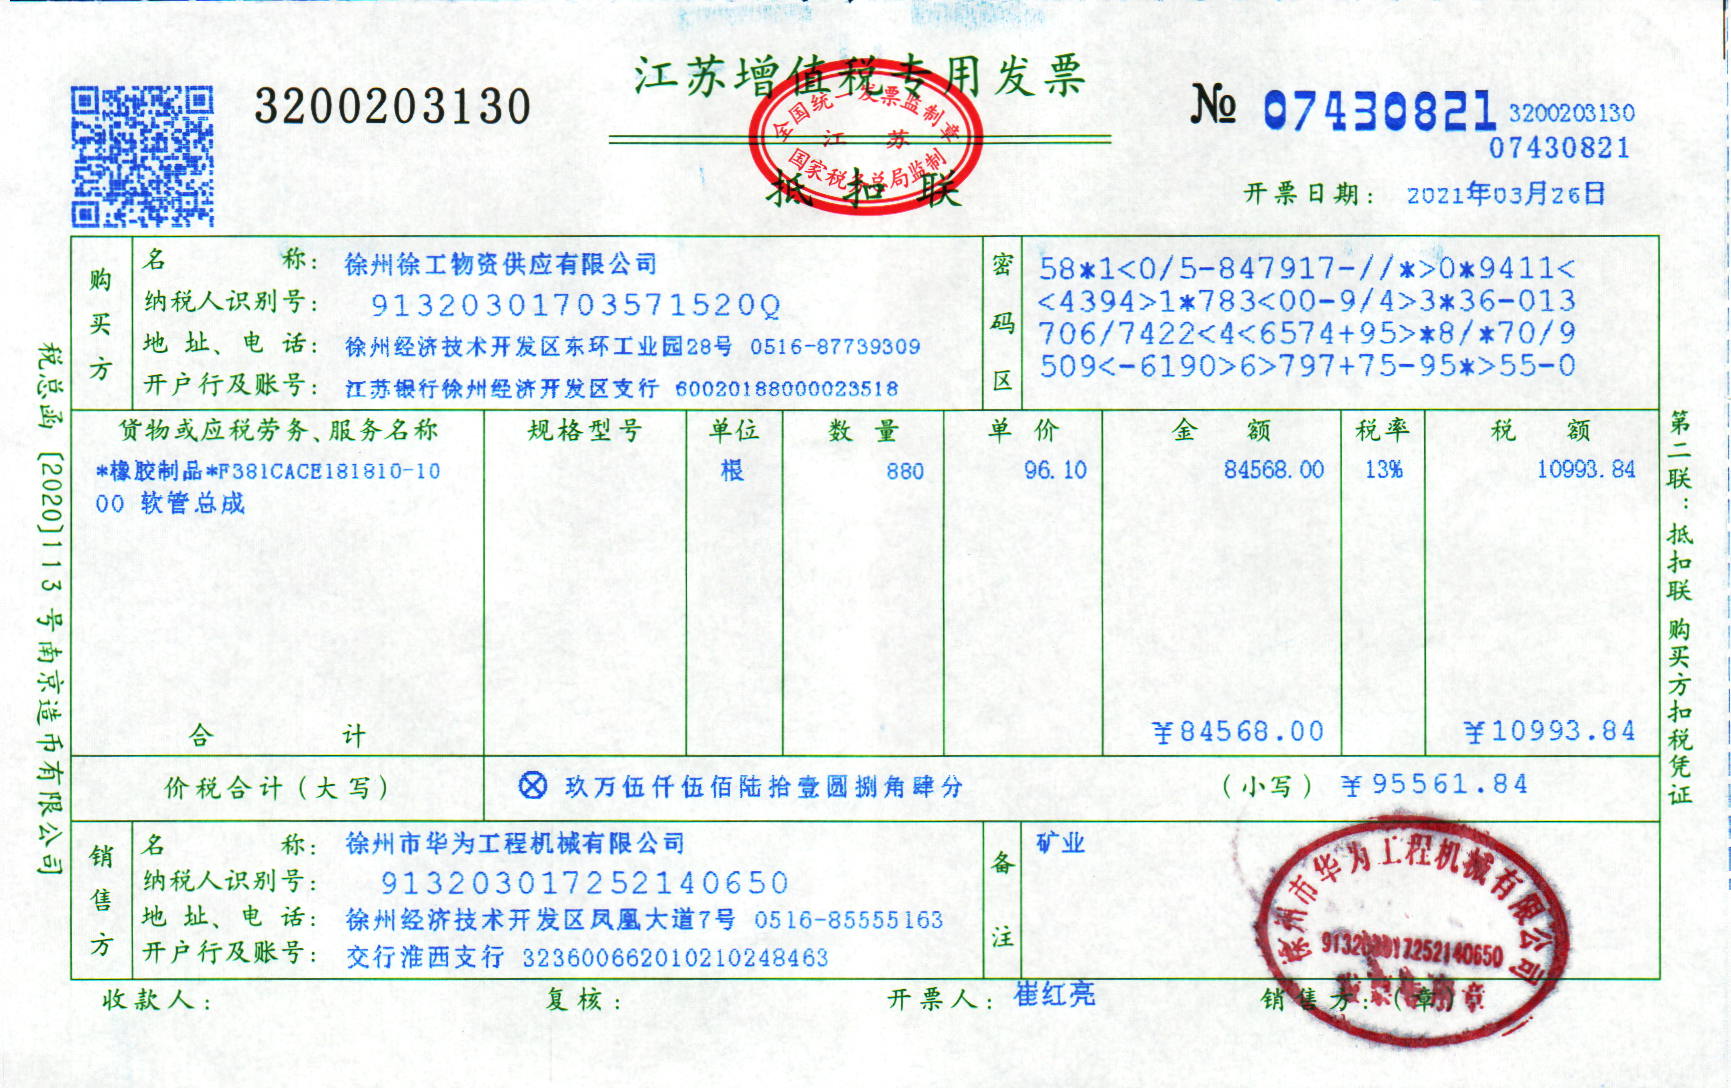 江苏增值税专用发票
3200203130
№ 07430821
3200203130
07430821
全国统一发票监制章
江 苏
国家税务总局监制
抵 扣 联
开票日期： 2021年03月26日
购买方
名 称： 徐州徐工物资供应有限公司
纳税人识别号： 91320301703571520Q
地 址、电 话： 徐州经济技术开发区东环工业园28号 0516-87739309
开户行及账号： 江苏银行徐州经济开发区支行 60020188000023518
密码区
58*1<0/5-847917-//*>0*9411<
<4394>1*783<00-9/4>3*36-013
706/7422<4<6574+95>*8/*70/9
509<-6190>6>797+75-95*>55-0
货物或应税劳务、服务名称 规格型号 单位 数 量 单 价 金 额 税率 税 额
*橡胶制品*F381CACE181810-10 根 880 96.10 84568.00 13% 10993.84
00 软管总成
合 计 ￥84568.00 ￥10993.84
价税合计（大写） ⊗ 玖万伍仟伍佰陆拾壹圆捌角肆分 （小写） ￥95561.84
销售方
名 称： 徐州市华为工程机械有限公司
纳税人识别号： 913203017252140650
地 址、电 话： 徐州经济技术开发区凤凰大道7号 0516-85555163
开户行及账号： 交行淮西支行 323600662010210248463
备注
矿业
徐州市华为工程机械有限公司
913203017252140650
发票专用章
收款人： 复核： 开票人： 崔红亮 销售方：（章）
税总函〔2020〕113号南京造币有限公司
第二联：抵扣联 购买方扣税凭证